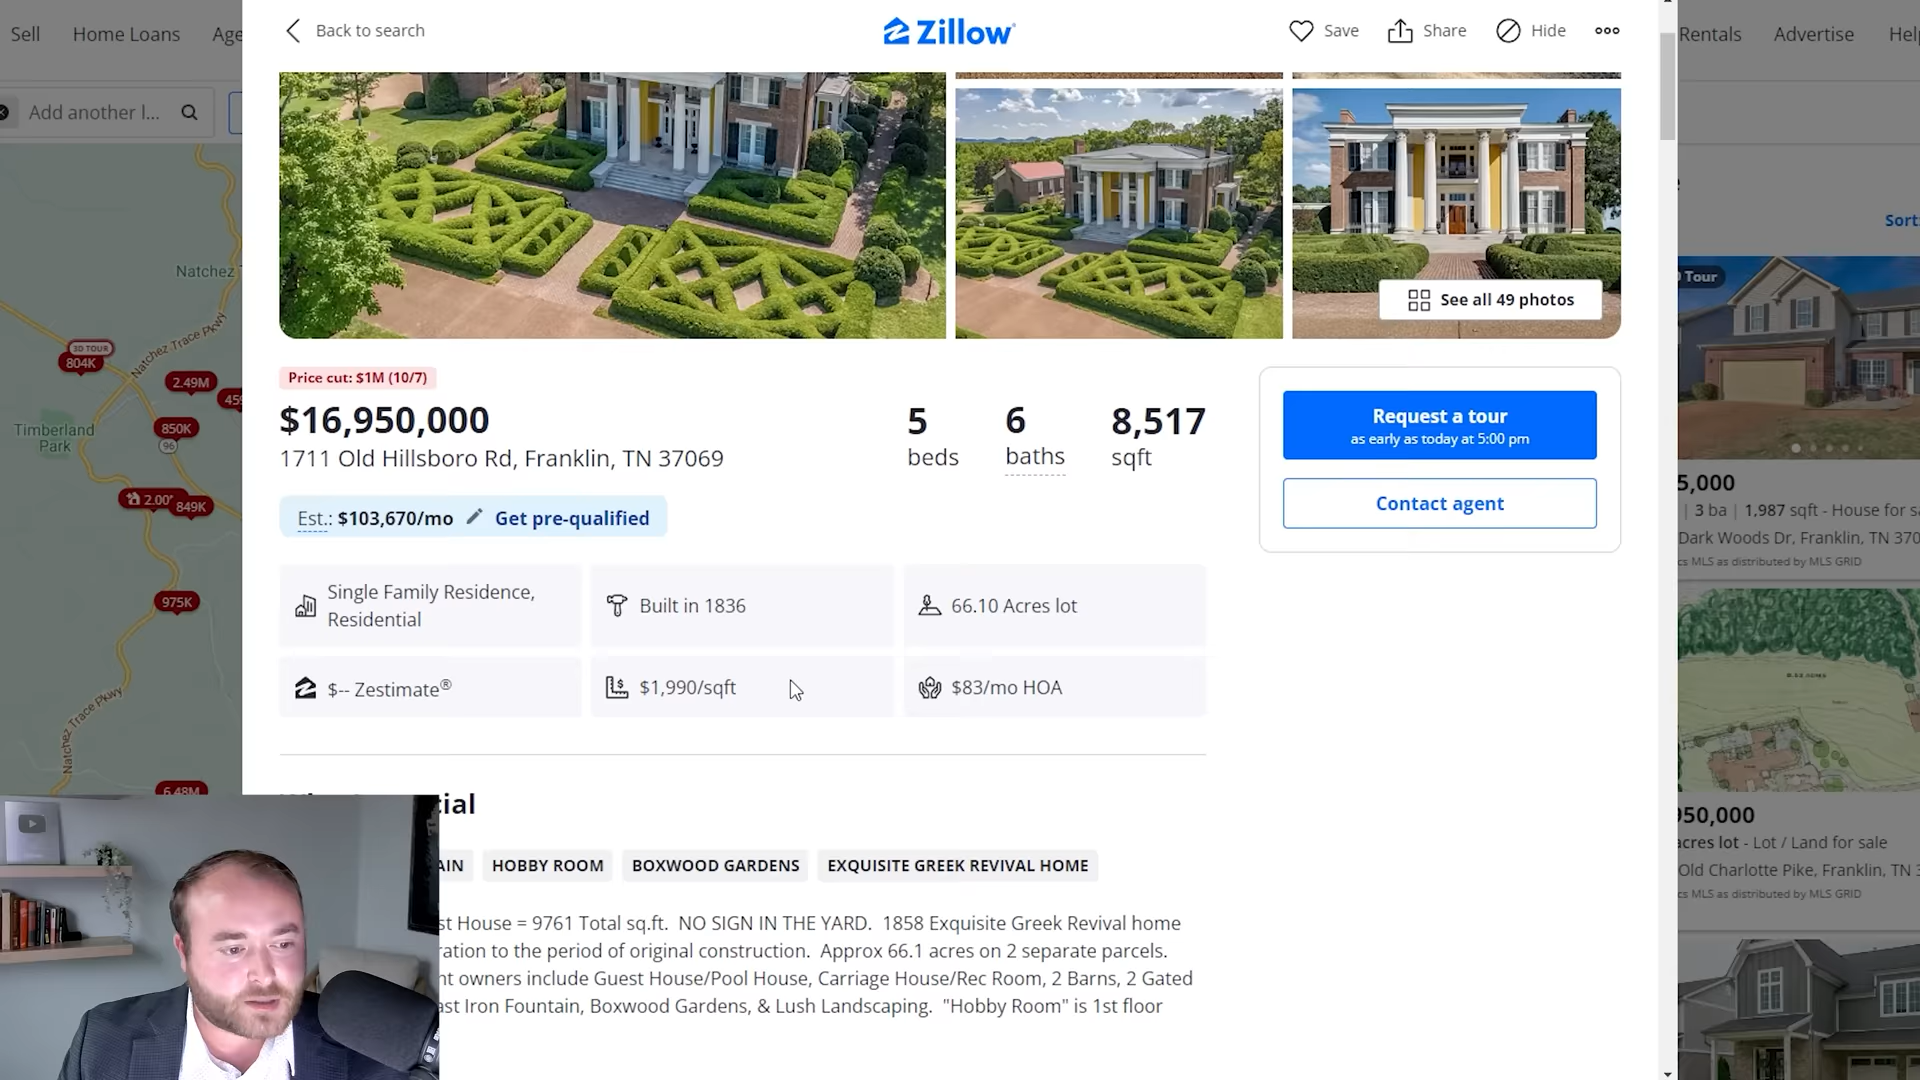 Sell
Home Loans
Back to search
Zillow
Save
Share
Hide
Rentals
Advertise
Add another l...
Sort
Natchez
Natchez Trace Pkwy
3D TOUR
804K
2.49M
850K
96
Timberland
Park
2.00
849K
975K
Natchez Trace Pkwy
6.48M
See all 49 photos
Price cut: $1M (10/7)
$16,950,000
1711 Old Hillsboro Rd, Franklin, TN 37069
5
beds
6
baths
8,517
sqft
Request a tour
as early as today at 5:00 pm
Contact agent
Est.: $103,670/mo
Get pre-qualified
Single Family Residence,
Residential
Built in 1836
66.10 Acres lot
$-- Zestimate®
$1,990/sqft
$83/mo HOA
HOBBY ROOM
BOXWOOD GARDENS
EXQUISITE GREEK REVIVAL HOME
House = 9761 Total sq.ft. NO SIGN IN THE YARD. 1858 Exquisite Greek Revival home
to the period of original construction. Approx 66.1 acres on 2 separate parcels.
owners include Guest House/Pool House, Carriage House/Rec Room, 2 Barns, 2 Gated
Iron Fountain, Boxwood Gardens, & Lush Landscaping. "Hobby Room" is 1st floor
Tour
5,000
3 ba | 1,987 sqft - House for
Dark Woods Dr, Franklin, TN 370
MLS as distributed by MLS GRID
950,000
acres lot - Lot / Land for sale
Old Charlotte Pike, Franklin, TN
MLS as distributed by MLS GRID